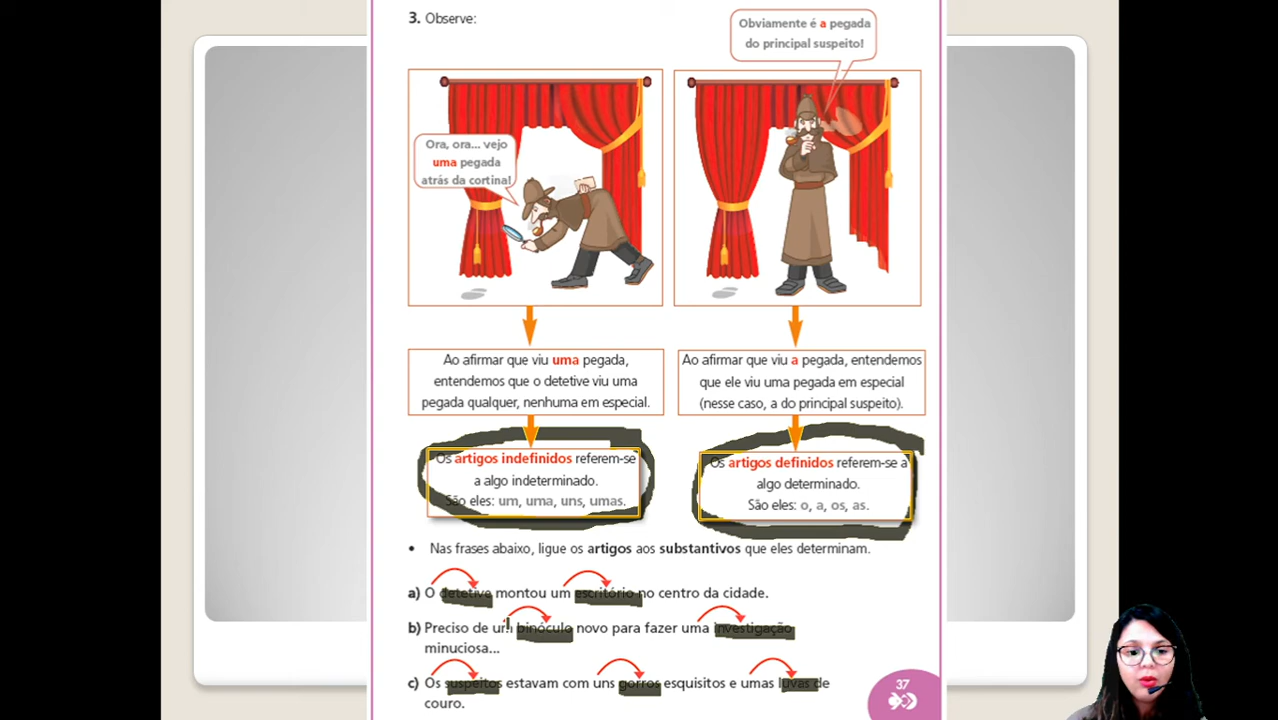 3. Observe:
Obviamente é a pegada
do principal suspeito!
Ora, ora... vejo
uma pegada
atrás da cortina!
Ao afirmar que viu uma pegada,
entendemos que o detetive viu uma
pegada qualquer, nenhuma em especial.
Ao afirmar que viu a pegada, entendemos
que ele viu uma pegada em especial
(nesse caso, a do principal suspeito).
Os artigos indefinidos referem-se
a algo indeterminado.
São eles: um, uma, uns, umas.
Os artigos definidos referem-se a
algo determinado.
São eles: o, a, os, as.
• Nas frases abaixo, ligue os artigos aos substantivos que eles determinam.
a) O detetive montou um escritório no centro da cidade.
b) Preciso de um binóculo novo para fazer uma investigação
minuciosa...
c) Os suspeitos estavam com uns gorros esquisitos e umas luvas de
couro.
37